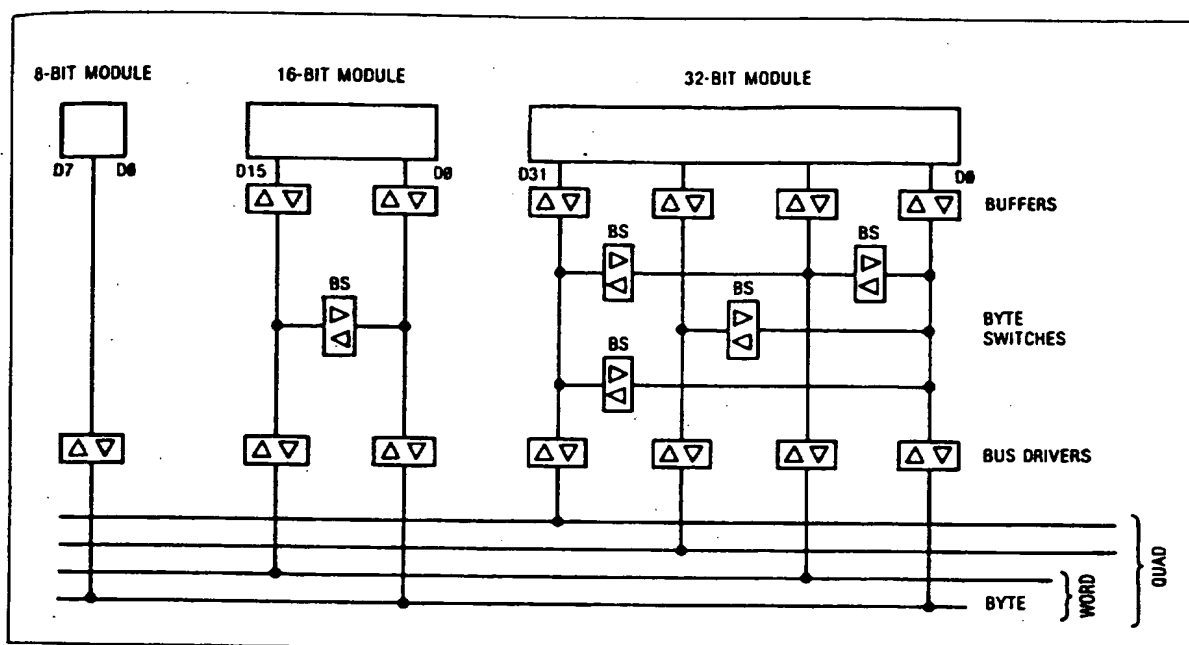 8-BIT MODULE
16-BIT MODULE
32-BIT MODULE
D7
D0
D15
D0
D31
D0
BUFFERS
BS
BS
BS
BS
BYTE
SWITCHES
BS
BUS DRIVERS
BYTE
WORD
QUAD